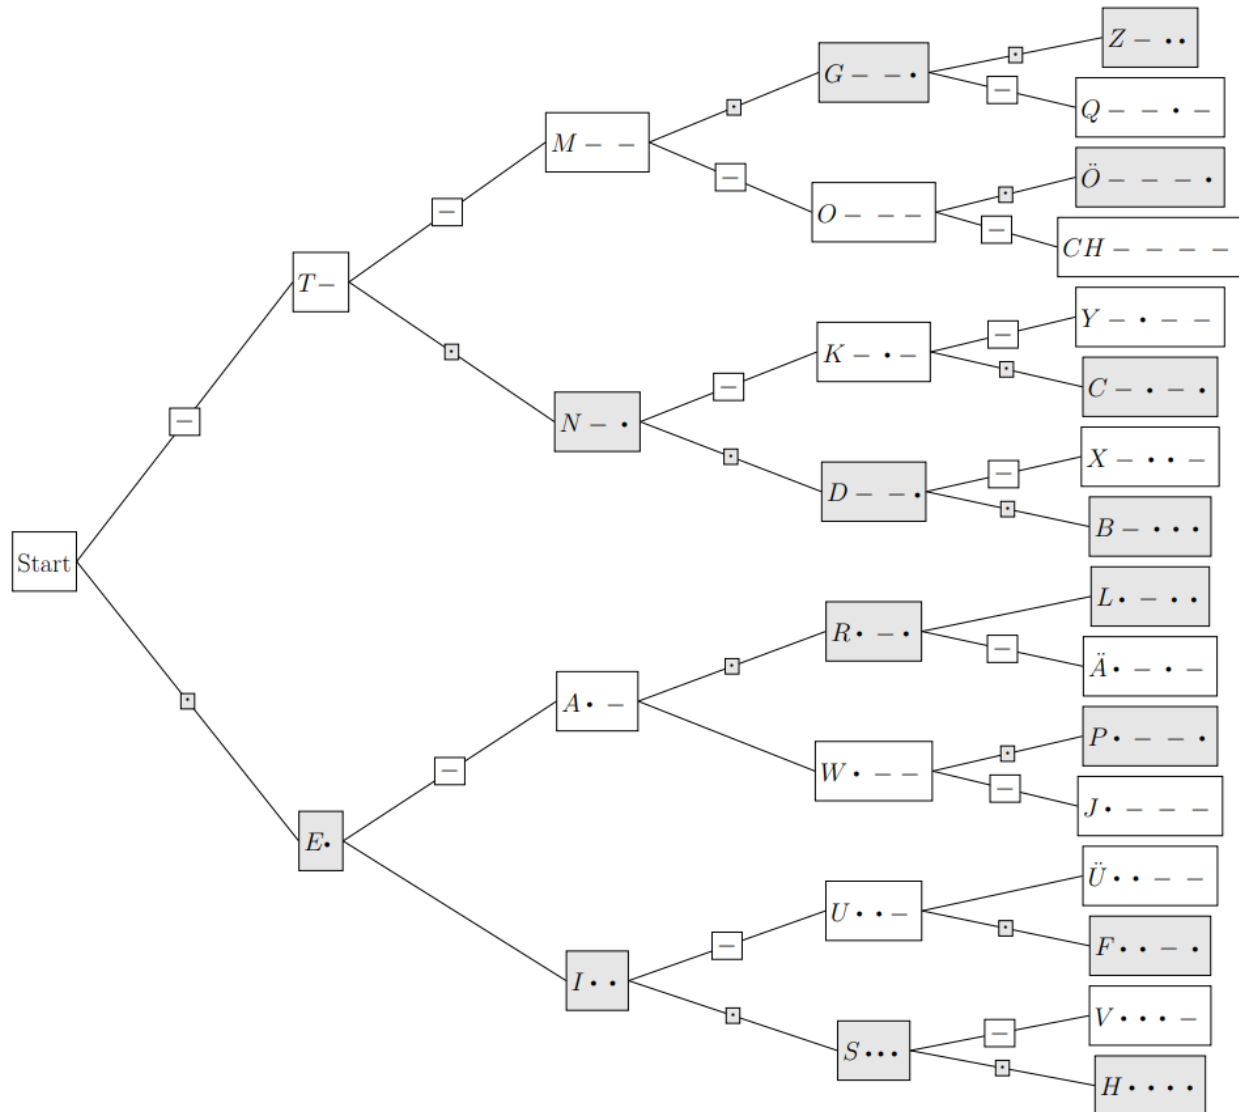 Z – • •
•
G – – •
–
Q – – • –
•
M – –
–
Ö – – – •
•
O – – –
–
CH – – – –
–
T –
•
Y – • – –
–
K – • –
•
C – • – •
–
N – •
•
X – • • –
–
D – – •
•
B – • • •
–
Start
•
L • – • •
R • – •
–
Ä • – • –
•
A • –
P • – – •
•
W • – –
–
J • – – –
–
E •
Ü • • – –
U • • –
•
F • • – •
–
I • •
•
V • • • –
–
S • • •
•
H • • • •